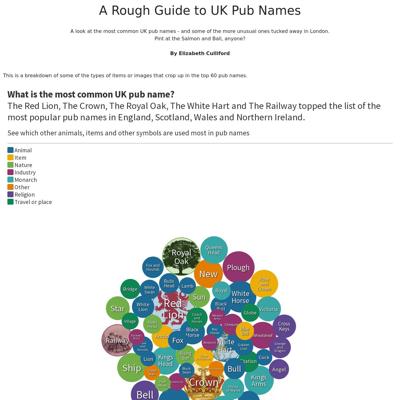 A Rough Guide to UK Pub Names
A look at the most common UK pub names - and some of the more unusual ones tucked away in London.
Pint at the Salmon and Ball, anyone?
By Elizabeth Culliford
This is a breakdown of some of the types of items or images that crop up in the top 60 pub names.
What is the most common UK pub name?
The Red Lion, The Crown, The Royal Oak, The White Hart and The Railway topped the list of the
most popular pub names in England, Scotland, Wales and Northern Ireland.
See which other animals, items and other symbols are used most in pub names
Animal
Item
Nature
Industry
Monarch
Other
Religion
Travel or place
Royal
Oak
Queens
Head
Plough
New
Fox and
Hounds
Bridge
White
Swan
Lamb
Sun
Royal
White
Horse
Star
White
Lion
Red
Lion
Black
Bull
Globe
Victoria
Village
Cross
Keys
Railway
Fox
Black
Horse
Hart
Lion
Kings
Head
Cock
Ship
Bull
Angel
Crown
Kings
Arms
Bell